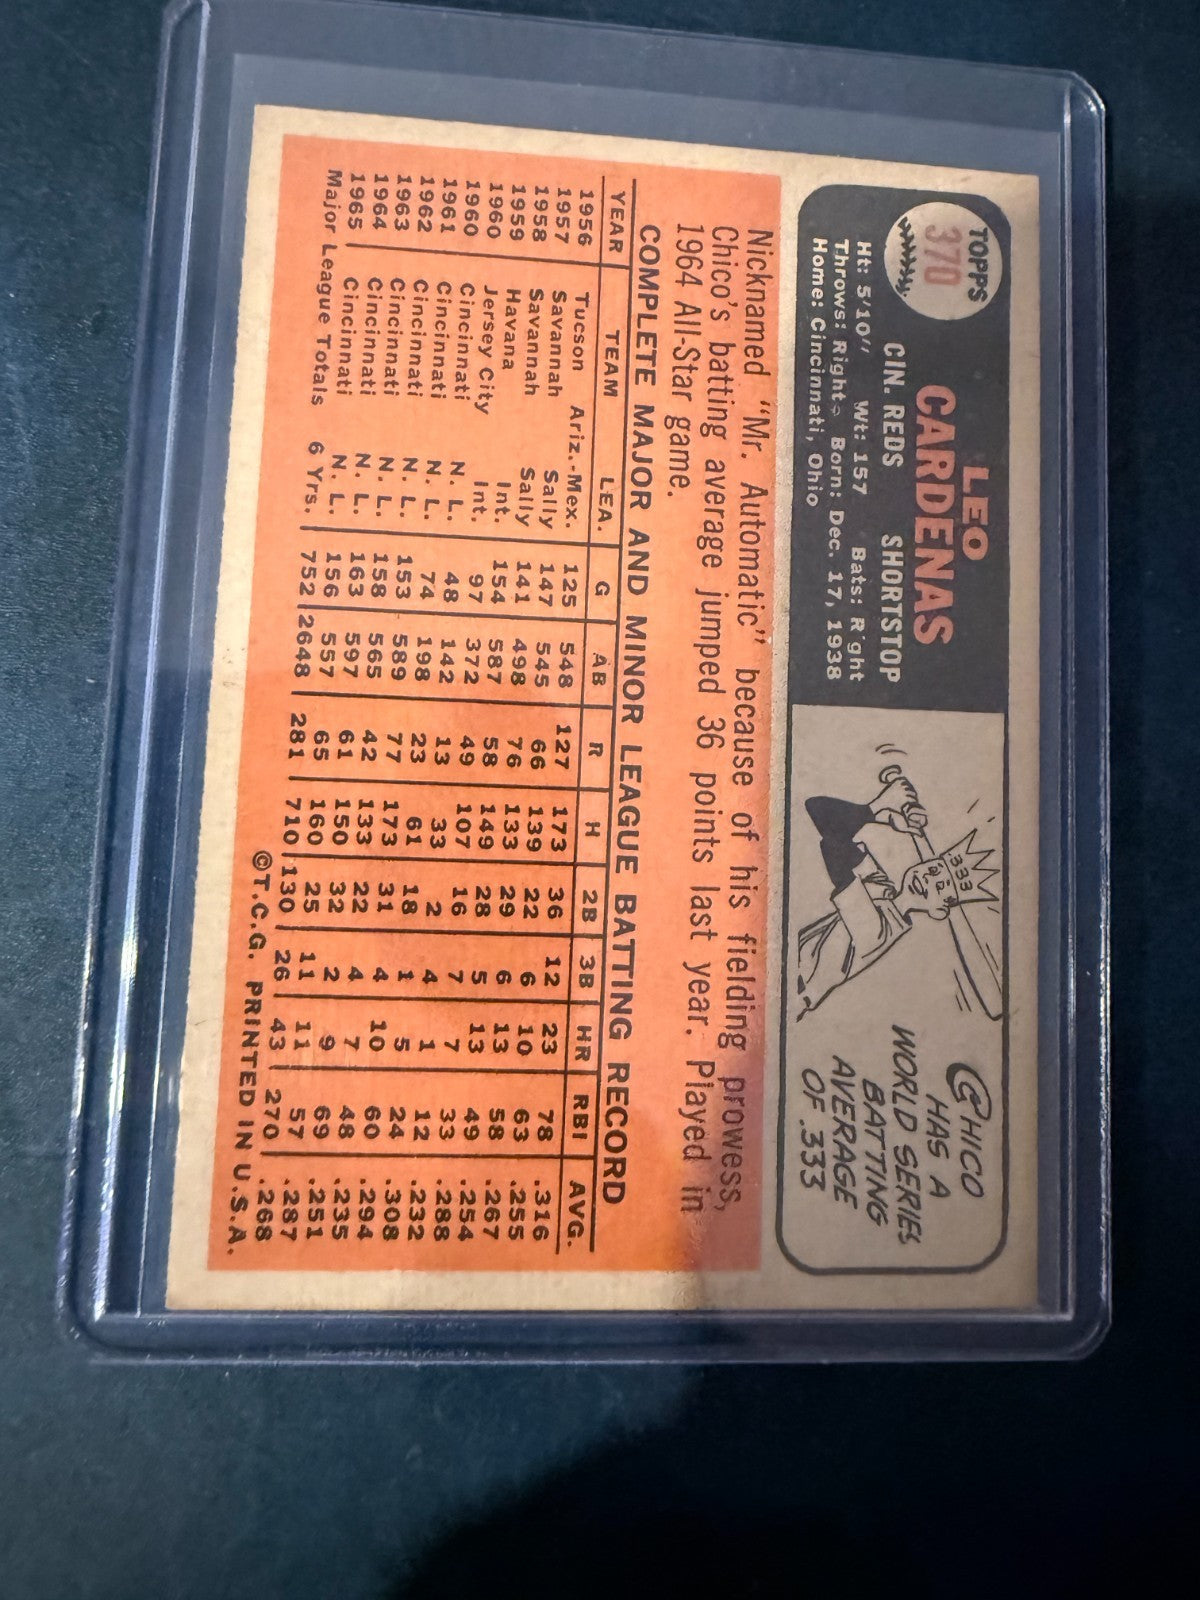 TOPPS
370
LEO
CARDENAS
CIN. REDS SHORTSTOP
Ht: 5'10" Wt: 157 Bats: R ght
Throws: Right Born: Dec. 17, 1938
Home: Cincinnati, Ohio
333
CHICO
HAS A
WORLD SERIES
BATTING
AVERAGE
OF .333
Nicknamed "Mr. Automatic" because of his fielding prowess,
Chico's batting average jumped 36 points last year. Played in
1964 All-Star game.
COMPLETE MAJOR AND MINOR LEAGUE BATTING RECORD
YEAR TEAM LEA. G AB R H 2B 3B HR RBI AVG.
1956 Tucson Ariz.-Mex. 125 548 127 173 36 12 23 78 .316
1957 Savannah Sally 147 545 66 139 22 6 10 63 .255
1958 Savannah Sally 141 498 76 133 29 6 13 58 .267
1959 Havana Int. 154 587 58 149 28 5 13 49 .254
1960 Jersey City Int. 97 372 49 107 16 7 7 33 .288
1960 Cincinnati N. L. 48 142 13 33 2 4 1 12 .232
1961 Cincinnati N. L. 74 198 23 61 18 1 5 24 .308
1962 Cincinnati N. L. 153 589 77 173 31 4 10 60 .294
1963 Cincinnati N. L. 158 565 42 133 22 4 7 48 .235
1964 Cincinnati N. L. 163 597 61 150 32 2 9 69 .251
1965 Cincinnati N. L. 156 557 65 160 25 11 11 57 .287
Major League Totals 6 Yrs. 752 2648 281 710 130 26 43 270 .268
©T.C.G. PRINTED IN U.S.A.